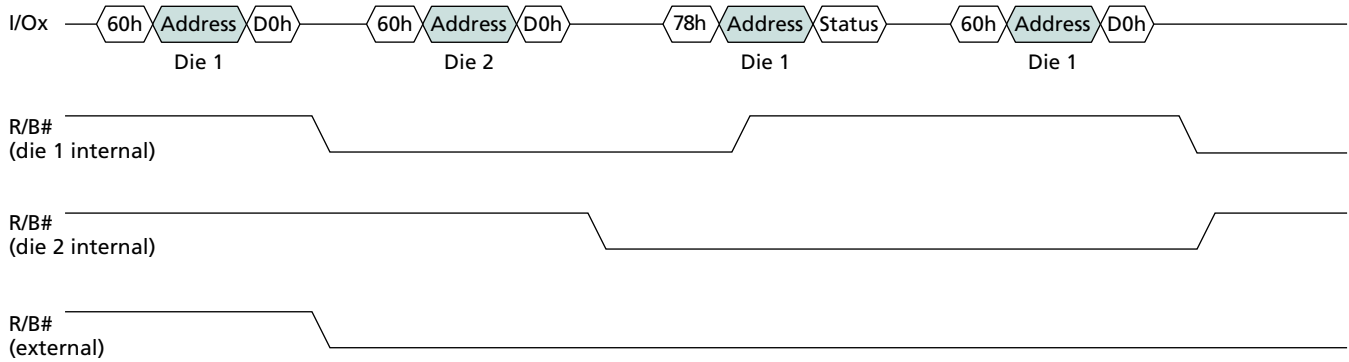 I/Ox 60h Address D0h 60h Address D0h 78h Address Status 60h Address D0h
Die 1 Die 2 Die 1 Die 1
R/B#
(die 1 internal)
R/B#
(die 2 internal)
R/B#
(external)